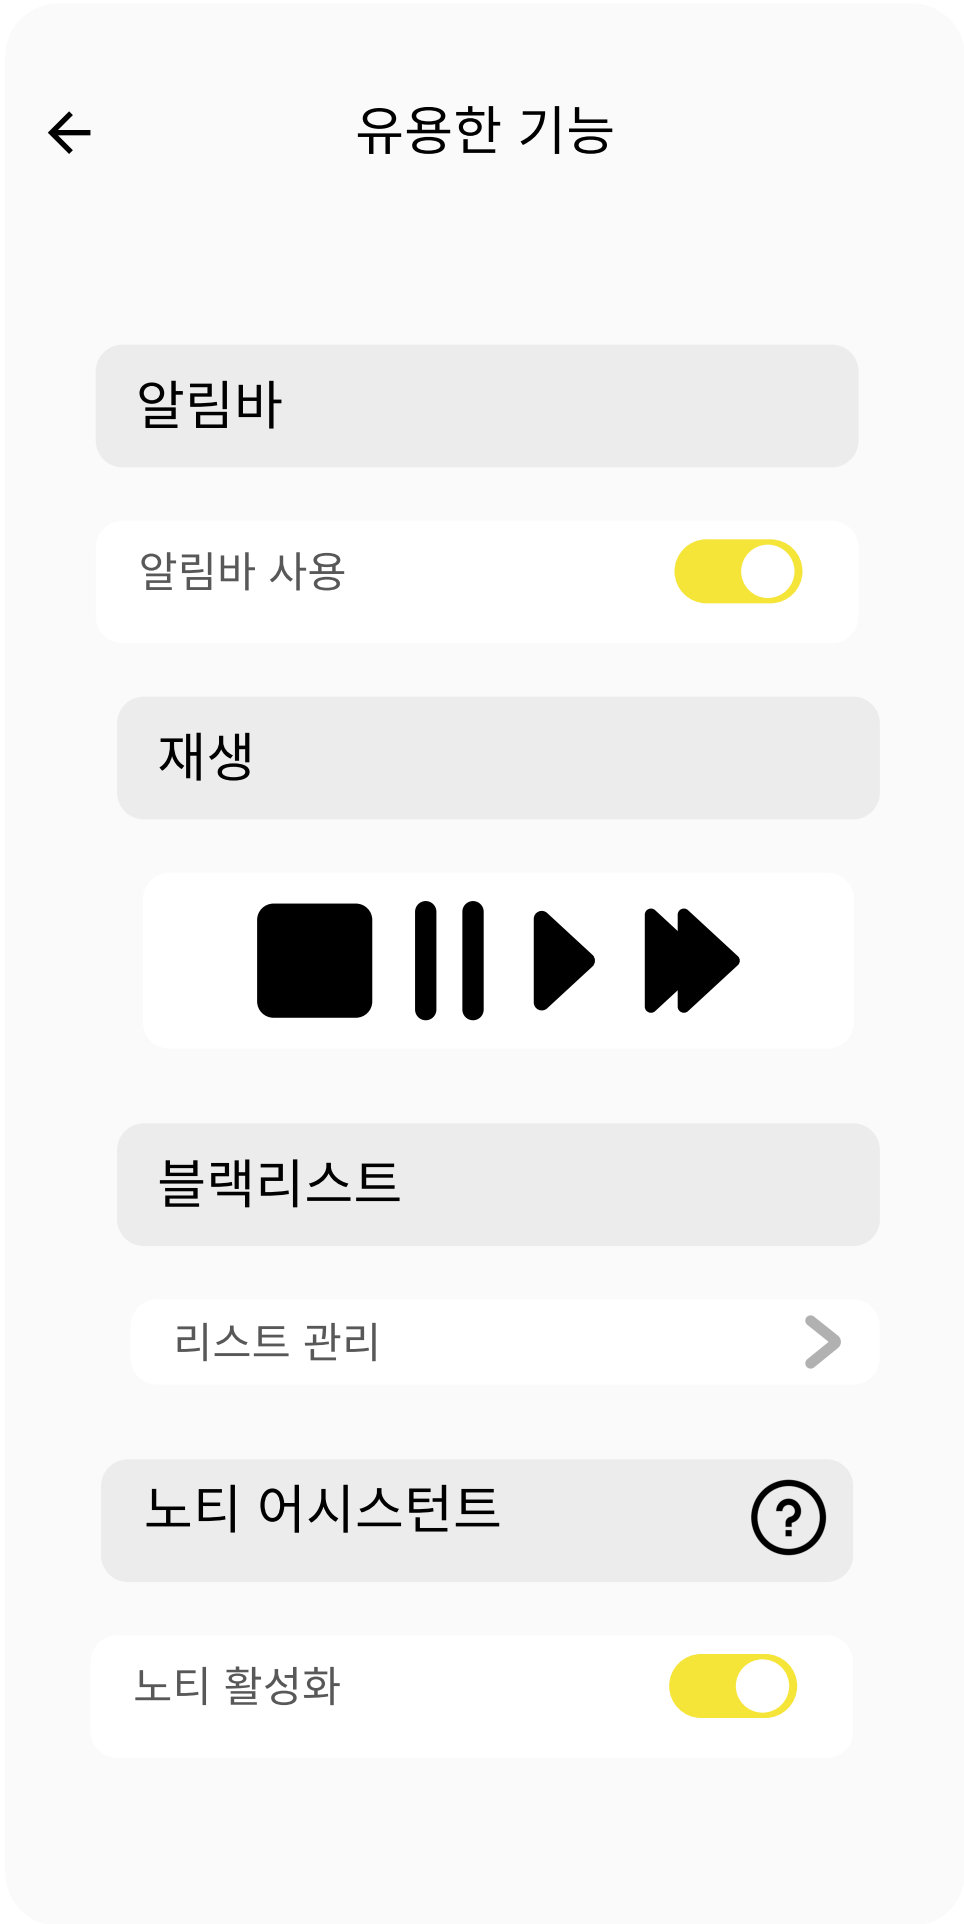 유용한 기능
알림바
알림바 사용
재생
블랙리스트
리스트 관리
노티 어시스턴트
?
노티 활성화